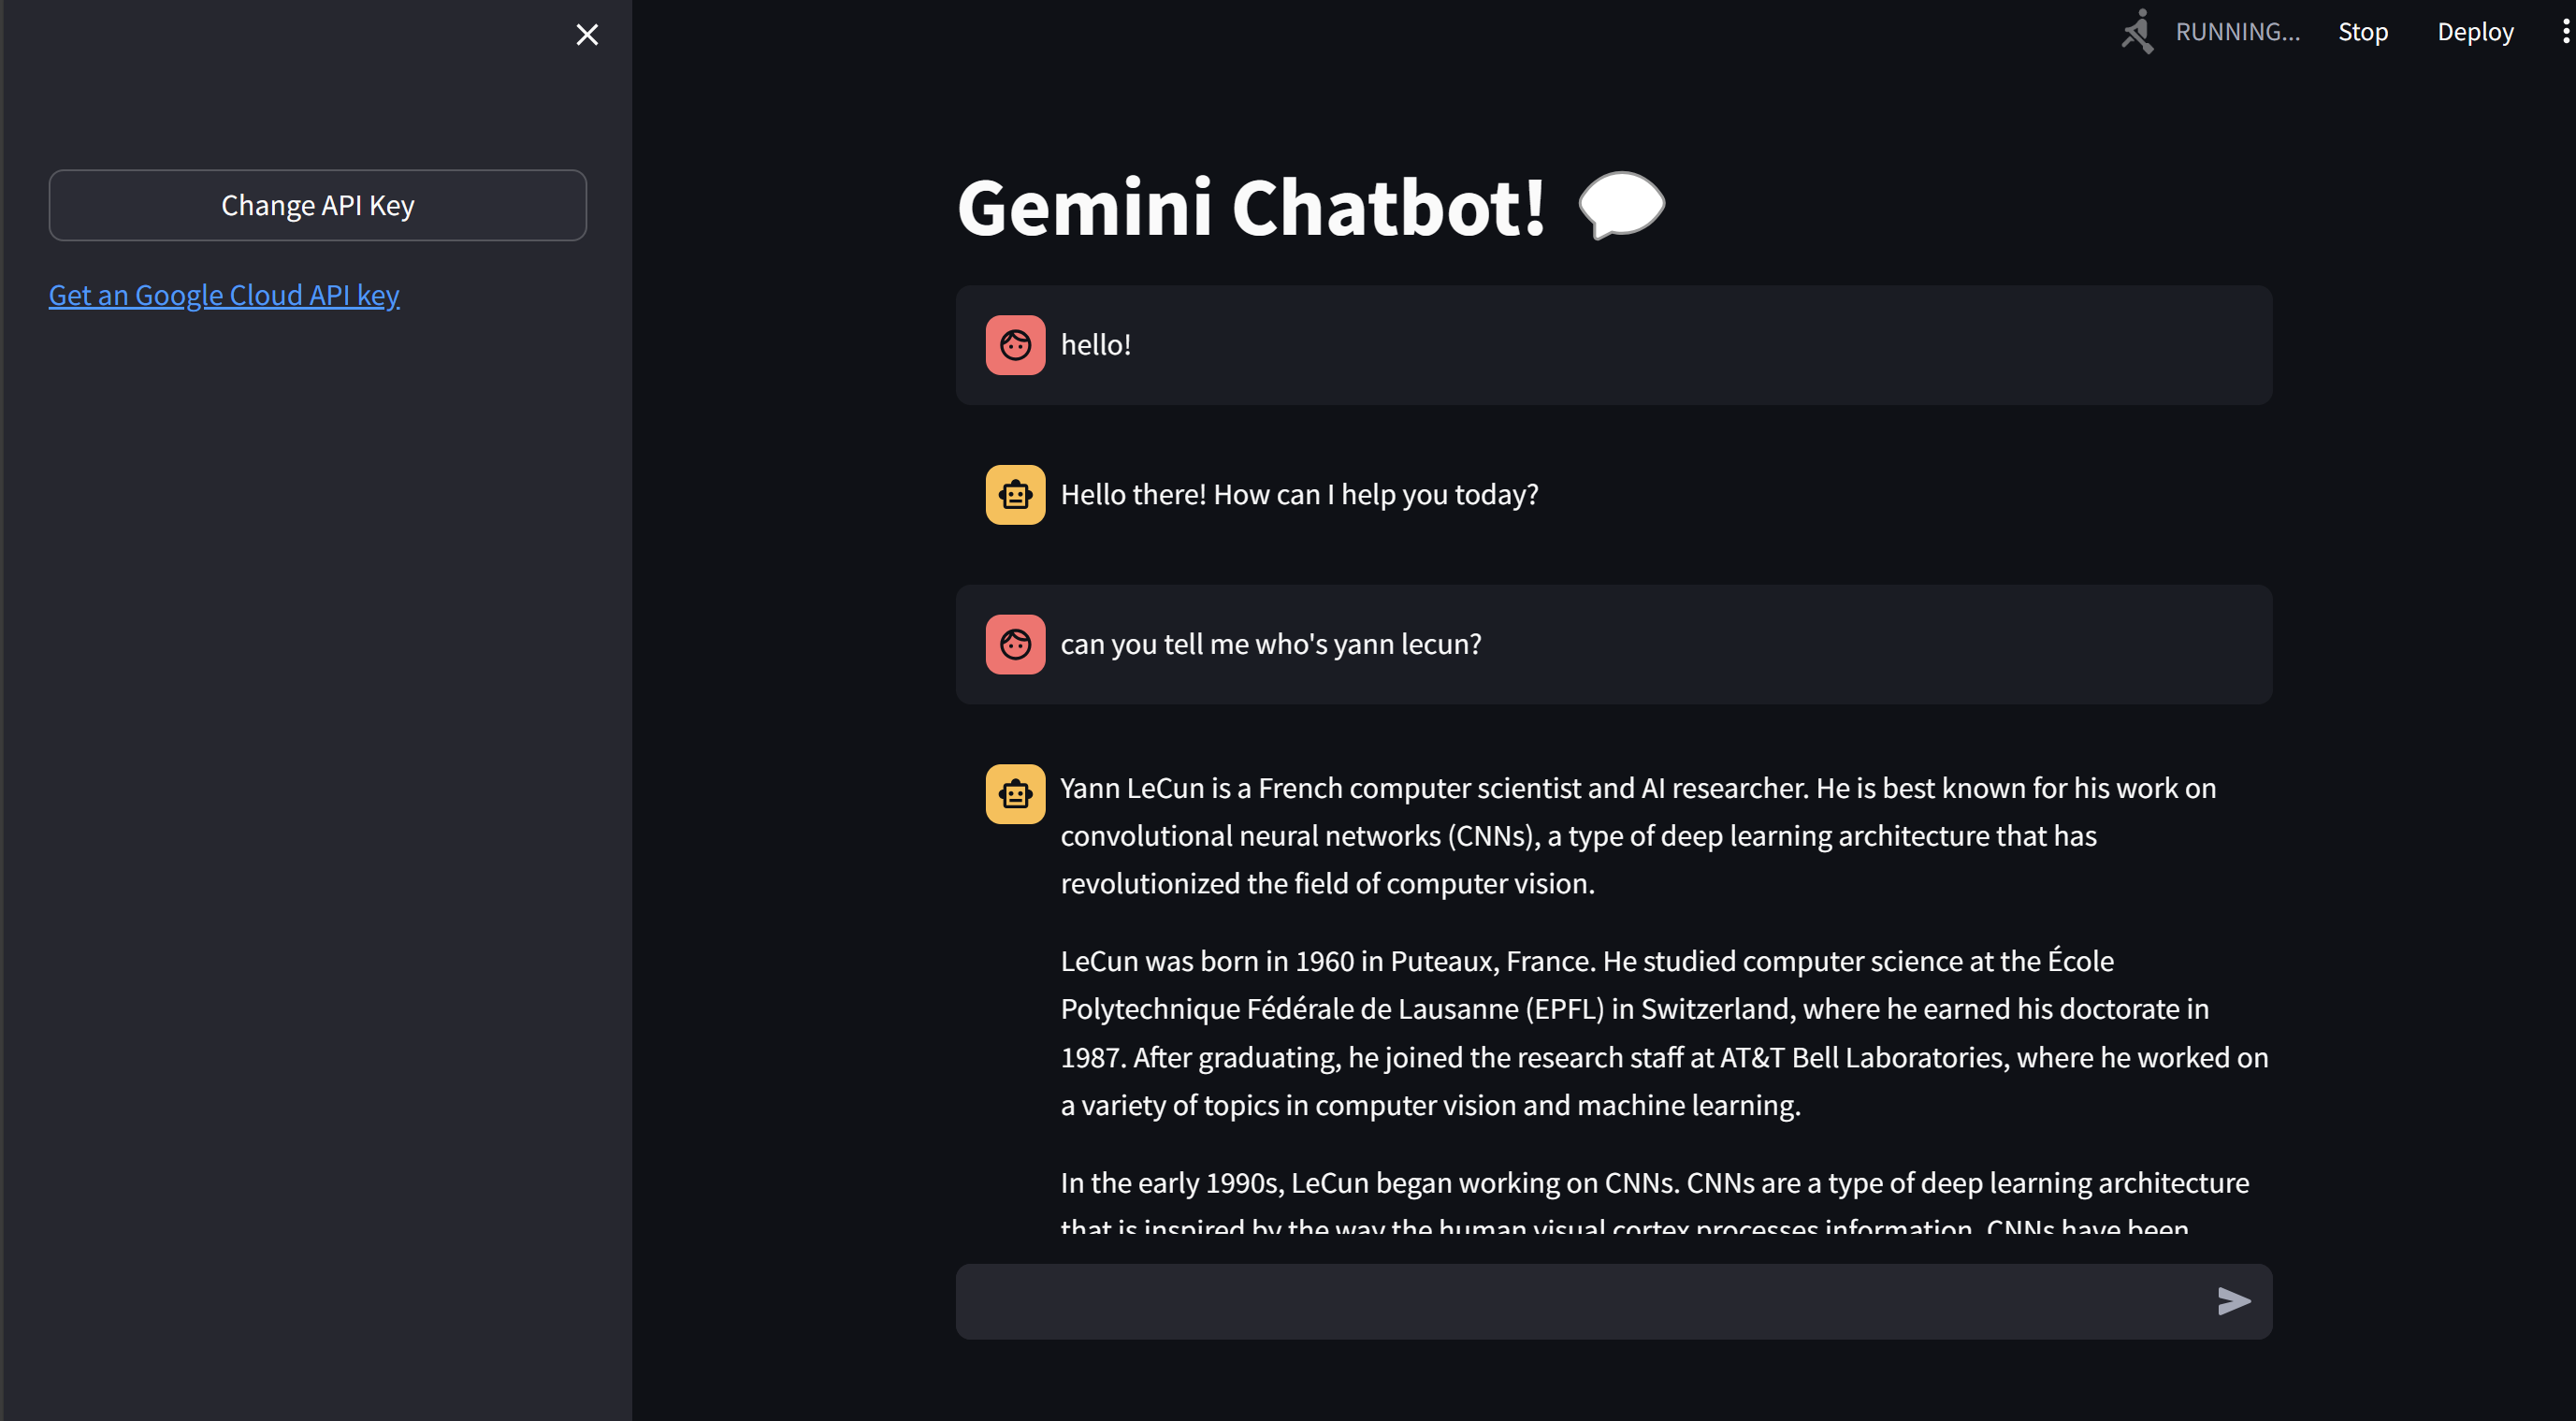 RUNNING...
Stop
Deploy
Change API Key
Get an Google Cloud API key
Gemini Chatbot!
hello!
Hello there! How can I help you today?
can you tell me who's yann lecun?
Yann LeCun is a French computer scientist and AI researcher. He is best known for his work on
convolutional neural networks (CNNs), a type of deep learning architecture that has
revolutionized the field of computer vision.
LeCun was born in 1960 in Puteaux, France. He studied computer science at the École
Polytechnique Fédérale de Lausanne (EPFL) in Switzerland, where he earned his doctorate in
1987. After graduating, he joined the research staff at AT&T Bell Laboratories, where he worked on
a variety of topics in computer vision and machine learning.
In the early 1990s, LeCun began working on CNNs. CNNs are a type of deep learning architecture
that is inspired by the way the human visual cortex processes information. CNNs have been